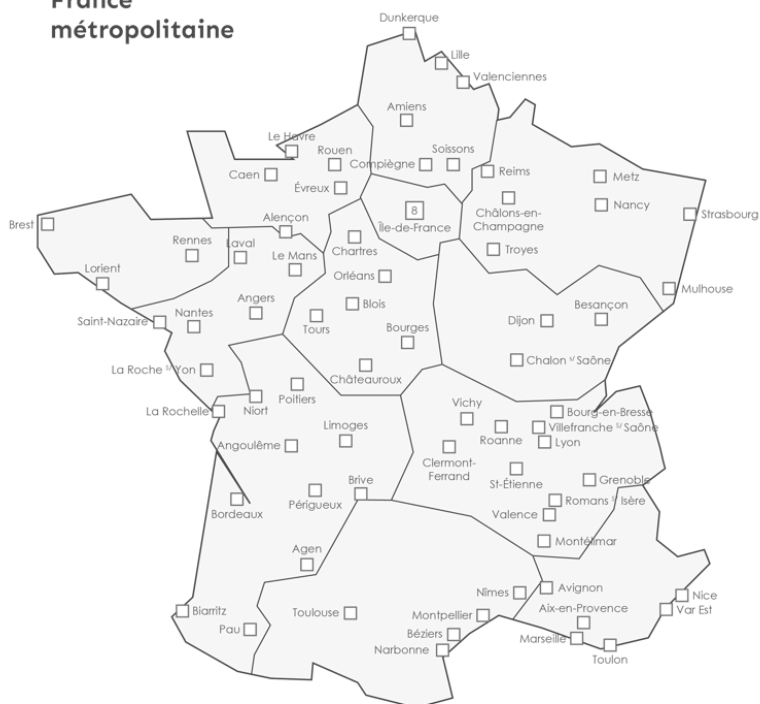 France
métropolitaine
Dunkerque
Lille
Valenciennes
Amiens
Le Havre
Rouen
Soissons
Compiègne
Caen
Reims
Metz
Évreux
8
Châlons-en-
Champagne
Nancy
Strasbourg
Brest
Alençon
Île-de-France
Rennes
Laval
Chartres
Troyes
Le Mans
Lorient
Orléans
Mulhouse
Angers
Blois
Besançon
Saint-Nazaire
Nantes
Tours
Dijon
Bourges
Chalon s/ Saône
La Roche s/ Yon
Châteauroux
Poitiers
La Rochelle
Niort
Vichy
Bourg-en-Bresse
Limoges
Roanne
Villefranche s/ Saône
Angoulême
Lyon
Clermont-
Ferrand
St-Étienne
Grenoble
Brive
Périgueux
Romans s/ Isère
Bordeaux
Valence
Montélimar
Agen
Nîmes
Avignon
Nice
Biarritz
Toulouse
Montpellier
Aix-en-Provence
Var Est
Pau
Béziers
Marseille
Narbonne
Toulon